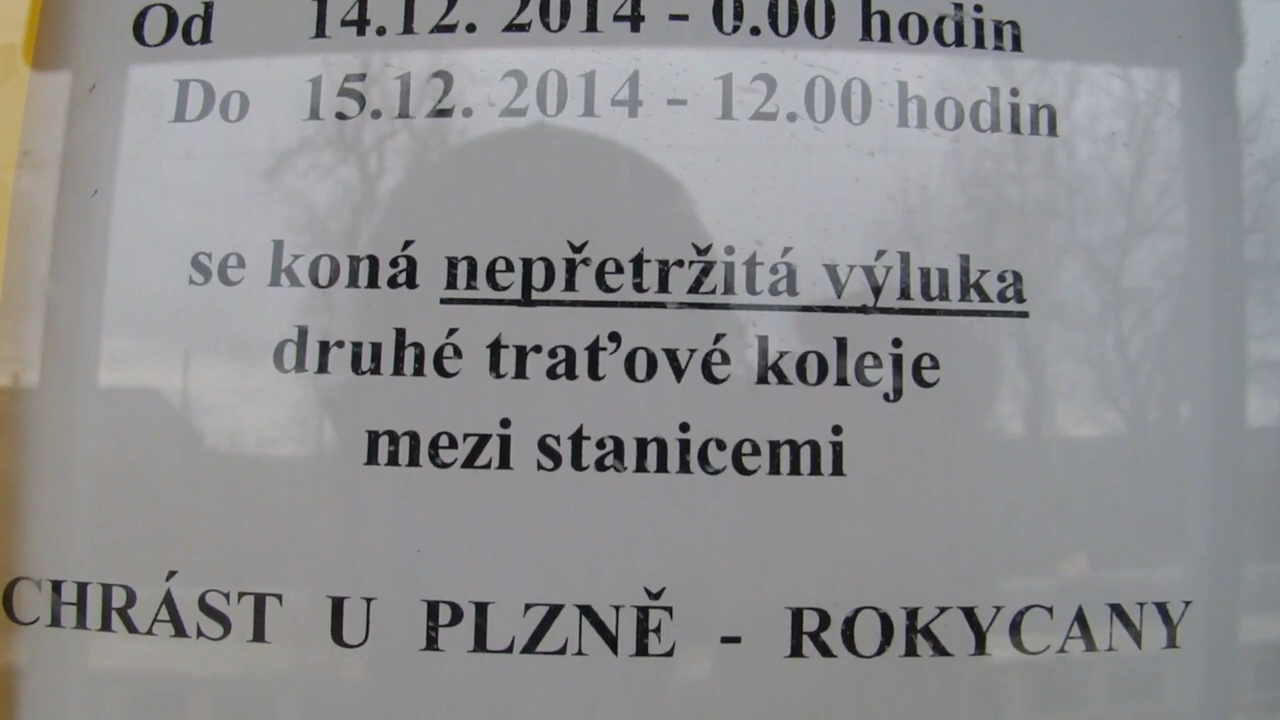 Od 14.12. 2014 - 0.00 hodin
Do 15.12. 2014 - 12.00 hodin
se koná nepřetržitá výluka
druhé traťové koleje
mezi stanicemi
CHRÁST U PLZNĚ - ROKYCANY